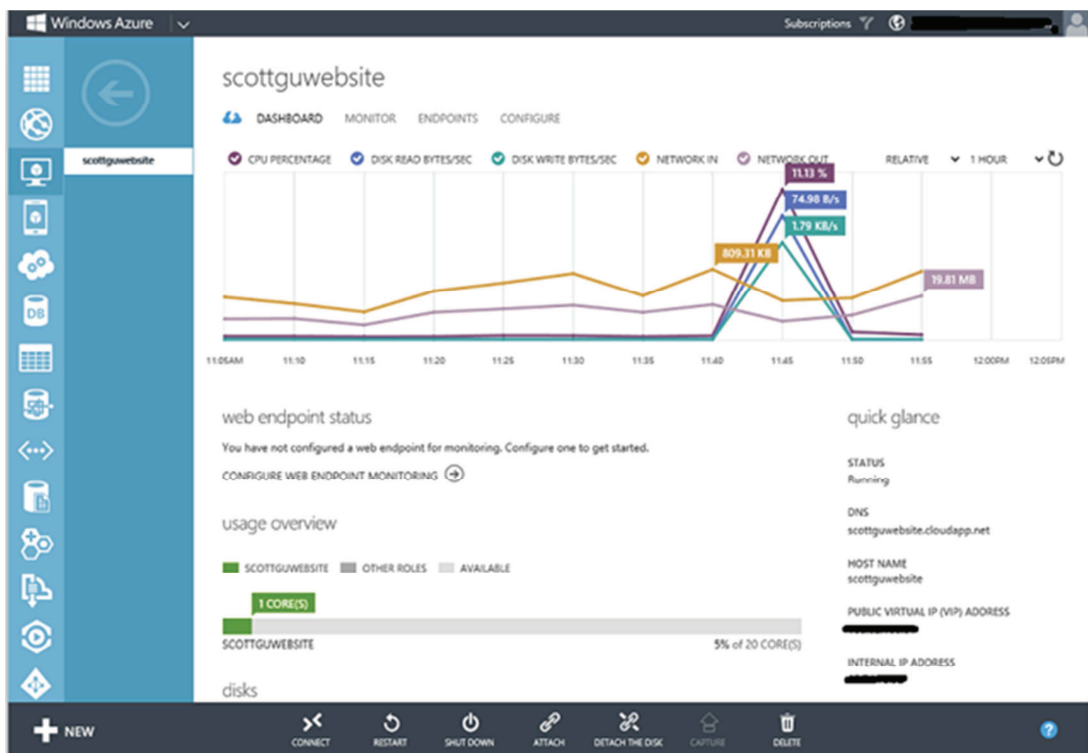 Windows Azure
Subscriptions
scottguwebsite
scottguwebsite
DASHBOARD MONITOR ENDPOINTS CONFIGURE
CPU PERCENTAGE DISK READ BYTES/SEC DISK WRITE BYTES/SEC NETWORK IN NETWORK OUT RELATIVE 1 HOUR
11.13 %
74.98 B/s
1.79 KB/s
809.31 KB
19.81 MB
11:05AM 11:10 11:15 11:20 11:25 11:30 11:35 11:40 11:45 11:50 11:55 12:00PM 12:05PM
web endpoint status
You have not configured a web endpoint for monitoring. Configure one to get started.
CONFIGURE WEB ENDPOINT MONITORING
usage overview
SCOTTGUWEBSITE OTHER ROLES AVAILABLE
1 CORE(S)
SCOTTGUWEBSITE 5% of 20 CORE(S)
disks
quick glance
STATUS
Running
DNS
scottguwebsite.cloudapp.net
HOST NAME
scottguwebsite
PUBLIC VIRTUAL IP (VIP) ADDRESS
INTERNAL IP ADDRESS
DB
NEW
CONNECT RESTART SHUT DOWN ATTACH DETACH THE DISK CAPTURE DELETE
?